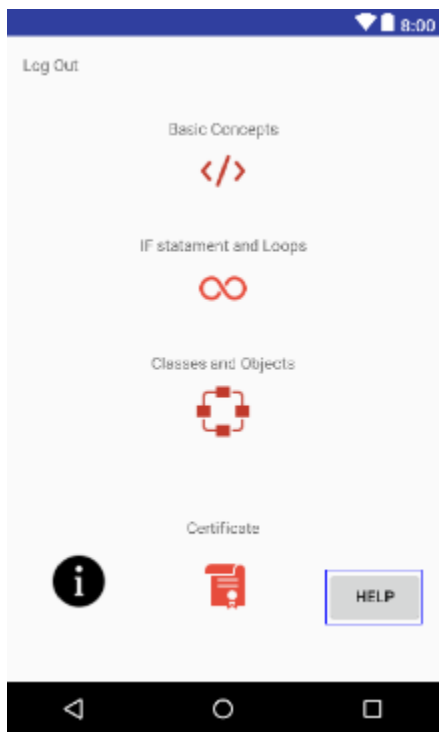 8:00
Log Out
Basic Concepts
</>
IF statament and Loops
Classes and Objects
Certificate
i
HELP